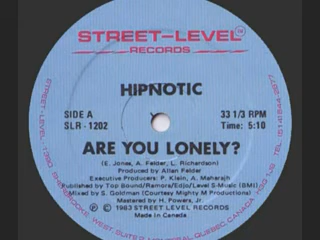 STREET-LEVEL
RECORDS
HIPNOTIC
SIDE A
SLR - 1202
33 1/3 RPM
Time: 5:10
ARE YOU LONELY?
(E. Jones, A. Felder, L. Richardson)
Produced by Allan Felder
Executive Producers: P. Klein, A. Maharajh
Published by Top Bound/Ramora/Edjo/Level S-Music (BMI)
Mixed by S. Goldman (Courtesy Mighty M Productions)
Mastered by H. Powers, Jr.
© 1983 STREET LEVEL RECORDS
Made In Canada